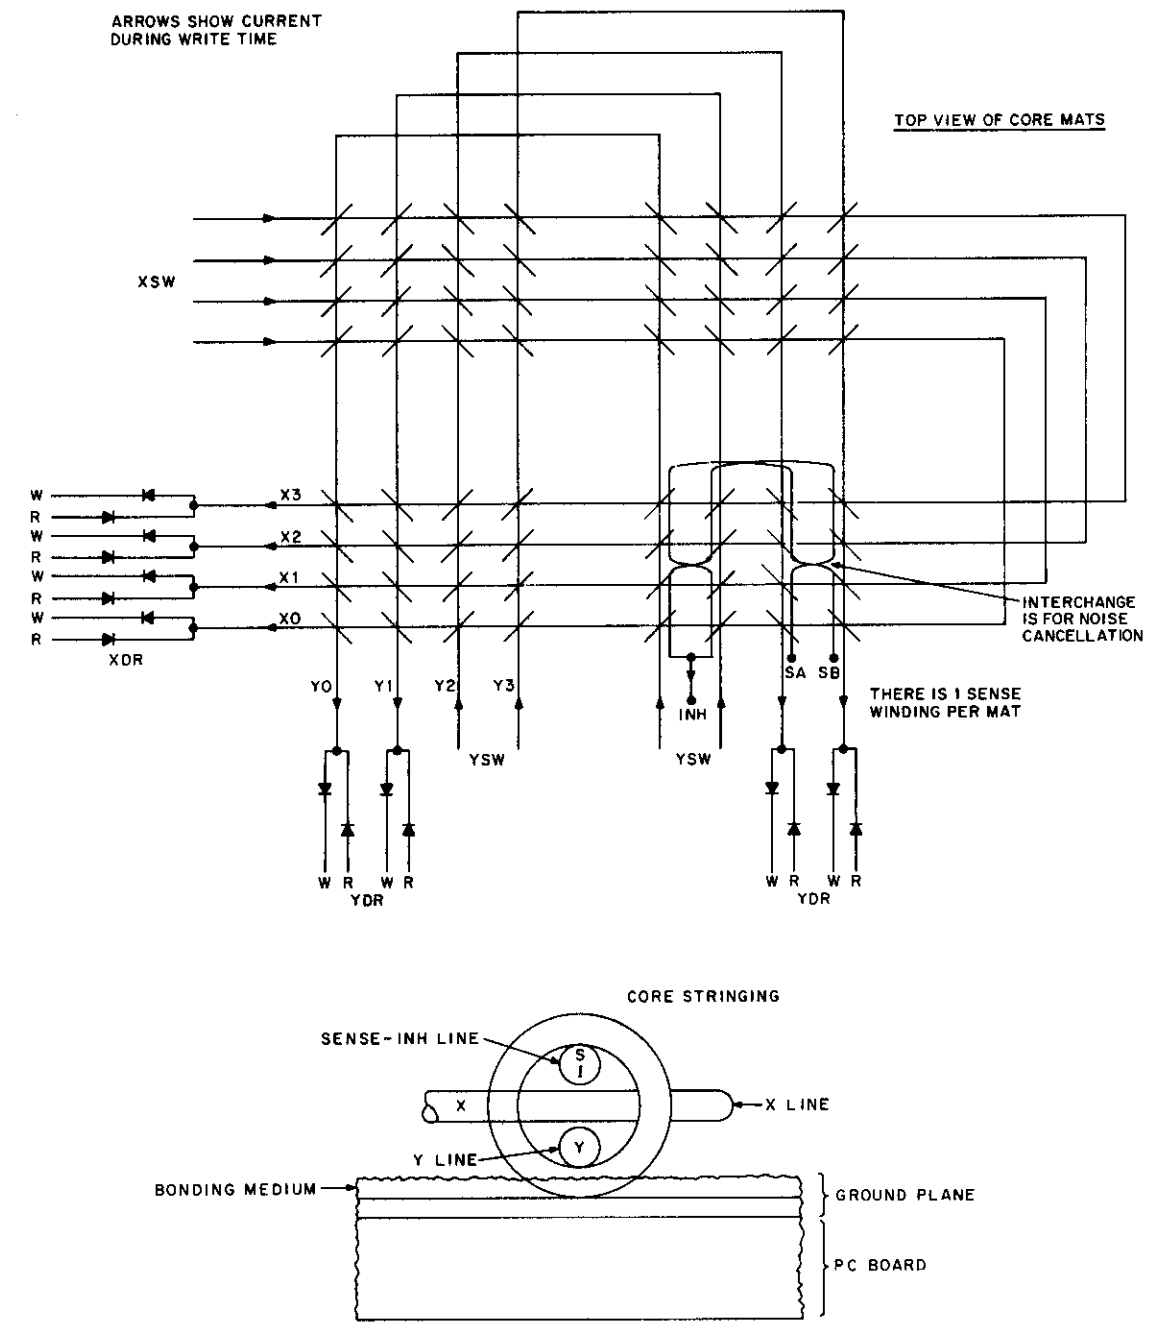 ARROWS SHOW CURRENT
DURING WRITE TIME
TOP VIEW OF CORE MATS
XSW
W
R
X3
W
R
X2
W
R
X1
W
R
X0
XDR
INTERCHANGE
IS FOR NOISE
CANCELLATION
Y0 Y1 Y2 Y3
INH
SA SB
THERE IS 1 SENSE
WINDING PER MAT
YSW
YSW
W R W R
YDR
W R W R
YDR
CORE STRINGING
SENSE-INH LINE
S
I
X
X LINE
Y LINE
Y
BONDING MEDIUM
GROUND PLANE
PC BOARD